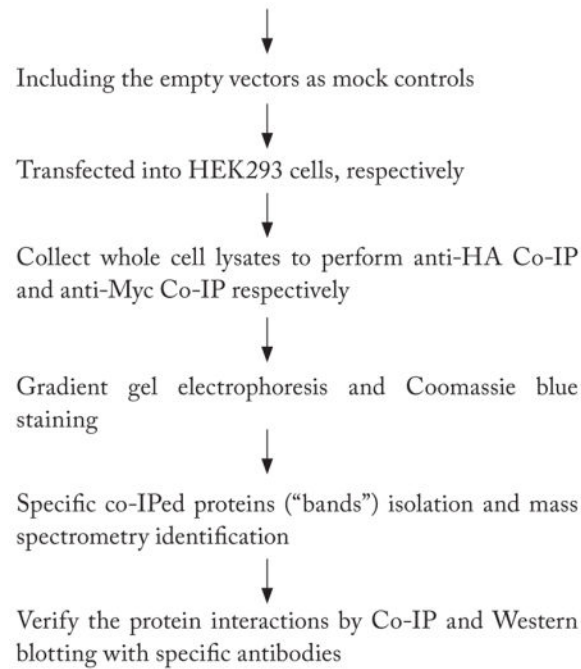 Including the empty vectors as mock controls
Transfected into HEK293 cells, respectively
Collect whole cell lysates to perform anti-HA Co-IP
and anti-Myc Co-IP respectively
Gradient gel electrophoresis and Coomassie blue
staining
Specific co-IPed proteins (“bands”) isolation and mass
spectrometry identification
Verify the protein interactions by Co-IP and Western
blotting with specific antibodies